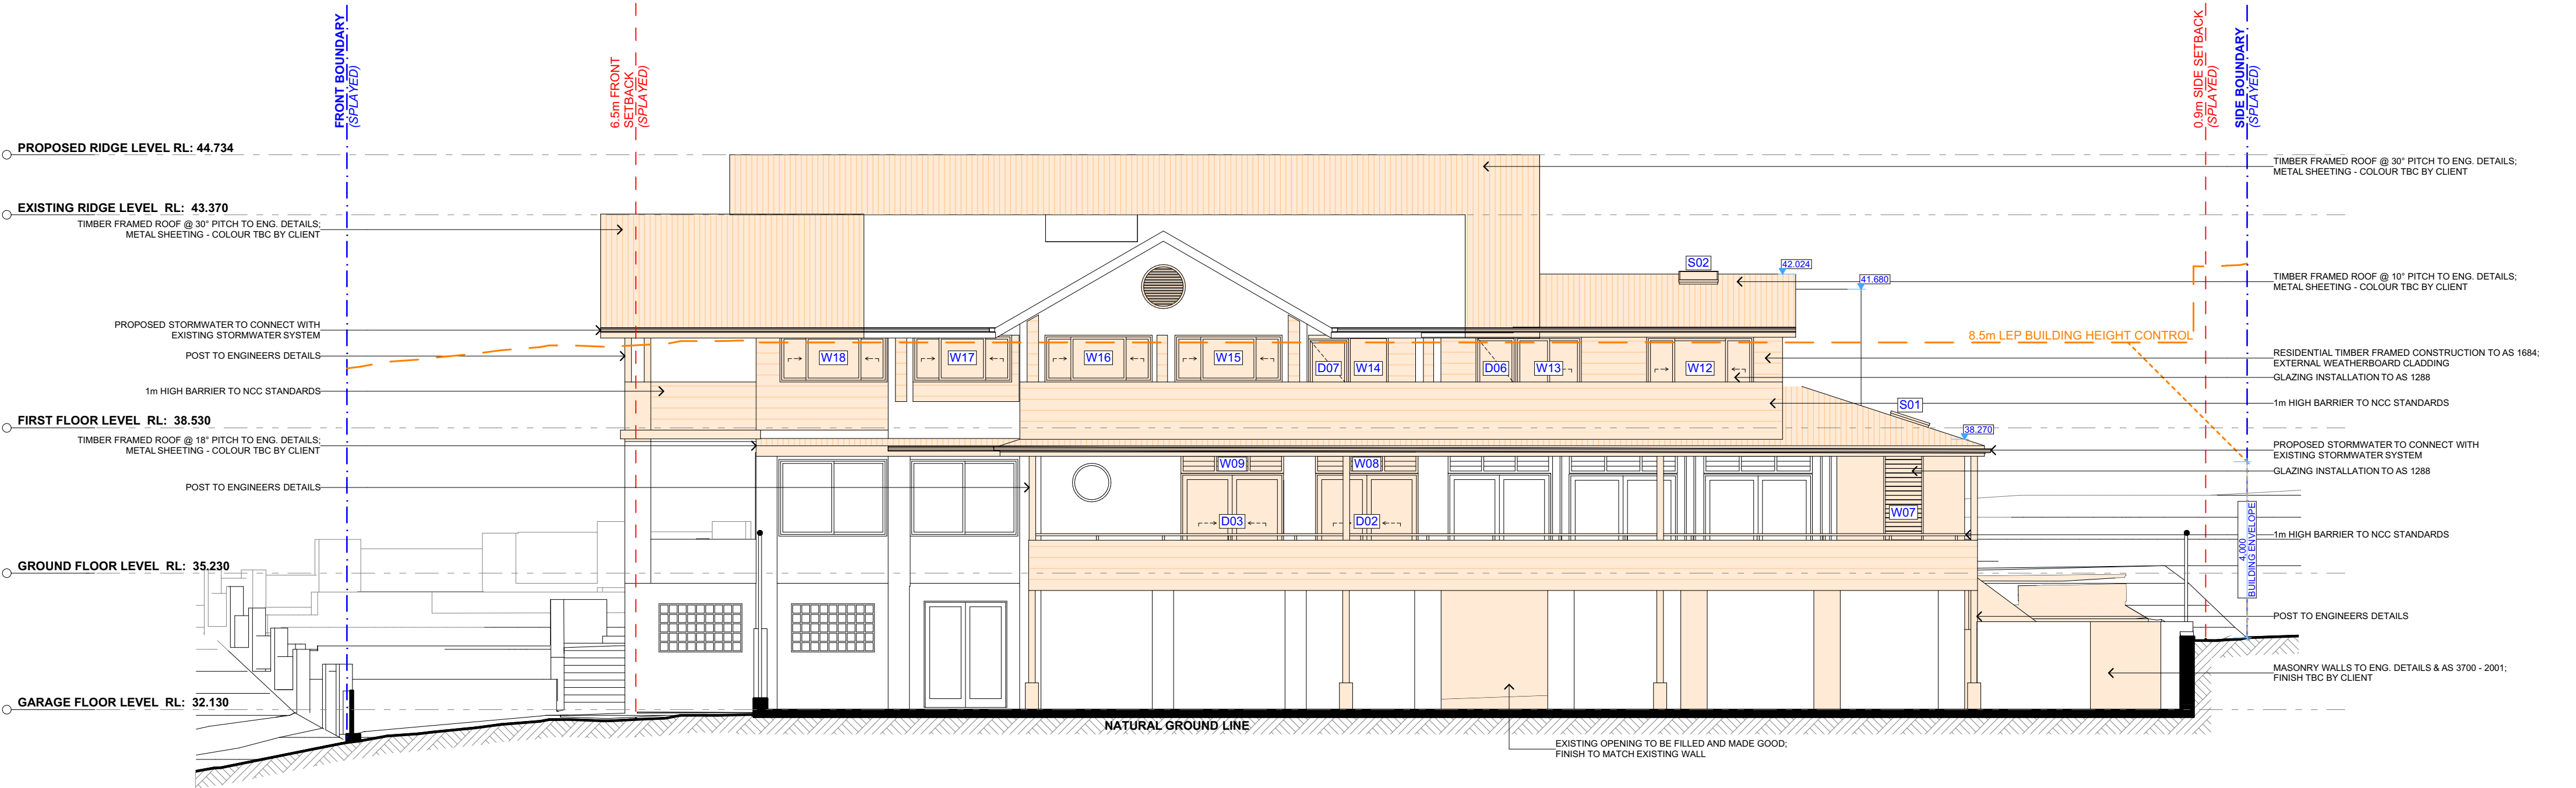 FRONT BOUNDARY
(SPLAYED)
6.5m FRONT
SETBACK
(SPLAYED)
0.9m SIDE SETBACK
(SPLAYED)
SIDE BOUNDARY
(SPLAYED)
PROPOSED RIDGE LEVEL RL: 44.734
EXISTING RIDGE LEVEL RL: 43.370
TIMBER FRAMED ROOF @ 30° PITCH TO ENG. DETAILS;
METAL SHEETING - COLOUR TBC BY CLIENT
PROPOSED STORMWATER TO CONNECT WITH
EXISTING STORMWATER SYSTEM
POST TO ENGINEERS DETAILS
1m HIGH BARRIER TO NCC STANDARDS
FIRST FLOOR LEVEL RL: 38.530
TIMBER FRAMED ROOF @ 18° PITCH TO ENG. DETAILS;
METAL SHEETING - COLOUR TBC BY CLIENT
POST TO ENGINEERS DETAILS
GROUND FLOOR LEVEL RL: 35.230
GARAGE FLOOR LEVEL RL: 32.130
S02
42.024
41.680
8.5m LEP BUILDING HEIGHT CONTROL
W18
W17
W16
W15
D07
W14
D06
W13
W12
S01
38.270
W09
W08
D03
D02
W07
4,000
BUILDING ENVELOPE
NATURAL GROUND LINE
EXISTING OPENING TO BE FILLED AND MADE GOOD;
FINISH TO MATCH EXISTING WALL
TIMBER FRAMED ROOF @ 30° PITCH TO ENG. DETAILS;
METAL SHEETING - COLOUR TBC BY CLIENT
TIMBER FRAMED ROOF @ 10° PITCH TO ENG. DETAILS;
METAL SHEETING - COLOUR TBC BY CLIENT
RESIDENTIAL TIMBER FRAMED CONSTRUCTION TO AS 1684;
EXTERNAL WEATHERBOARD CLADDING
GLAZING INSTALLATION TO AS 1288
1m HIGH BARRIER TO NCC STANDARDS
PROPOSED STORMWATER TO CONNECT WITH
EXISTING STORMWATER SYSTEM
GLAZING INSTALLATION TO AS 1288
1m HIGH BARRIER TO NCC STANDARDS
POST TO ENGINEERS DETAILS
MASONRY WALLS TO ENG. DETAILS & AS 3700 - 2001;
FINISH TBC BY CLIENT